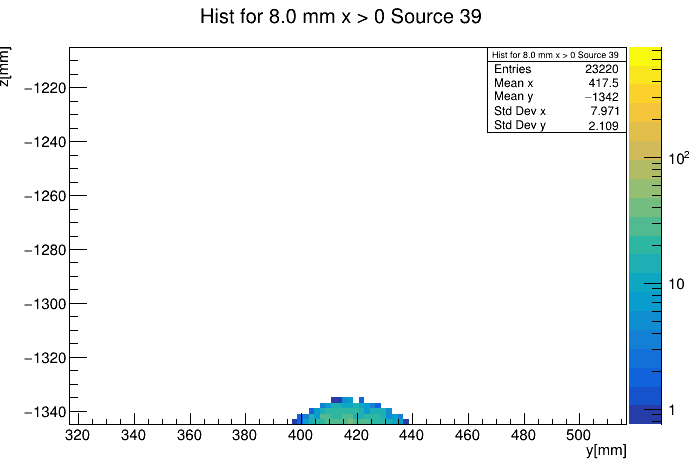 Hist for 8.0 mm x > 0 Source 39
z[mm]
Hist for 8.0 mm x > 0 Source 39
Entries 23220
Mean x 417.5
Mean y −1342
Std Dev x 7.971
Std Dev y 2.109
−1220
−1240
−1260
−1280
−1300
−1320
−1340
320 340 360 380 400 420 440 460 480 500
y[mm]
10²
10
1